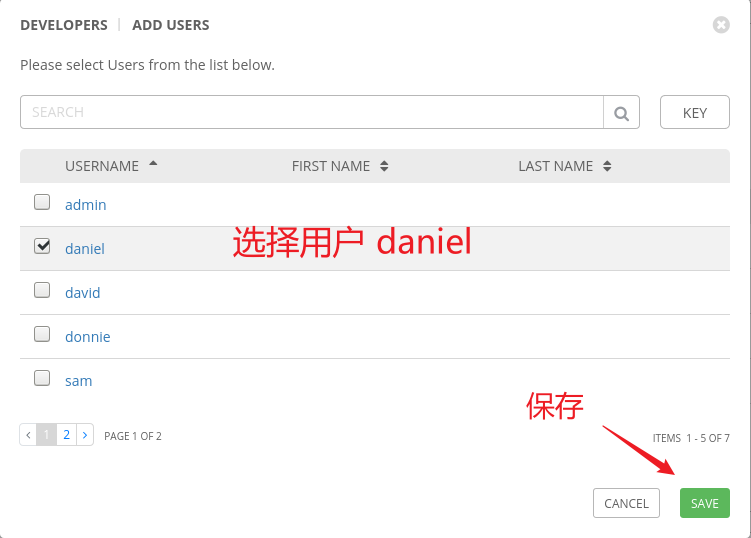 DEVELOPERS | ADD USERS
Please select Users from the list below.
SEARCH KEY
USERNAME FIRST NAME LAST NAME
admin
daniel 选择用户 daniel
david
donnie
sam
保存
1 2 PAGE 1 OF 2 ITEMS 1 - 5 OF 7
CANCEL SAVE